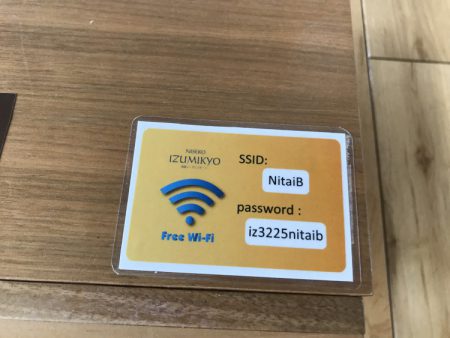 NISEKO
IZUMIKYO
Free Wi-Fi
SSID:
NitaiB
password :
iz3225nitaib